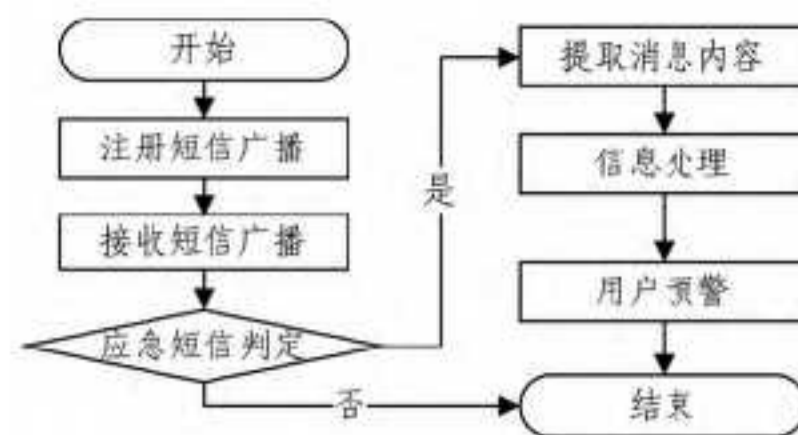 开始
注册短信广播
接收短信广播
应急短信判定
是
否
提取消息内容
信息处理
用户预警
结束